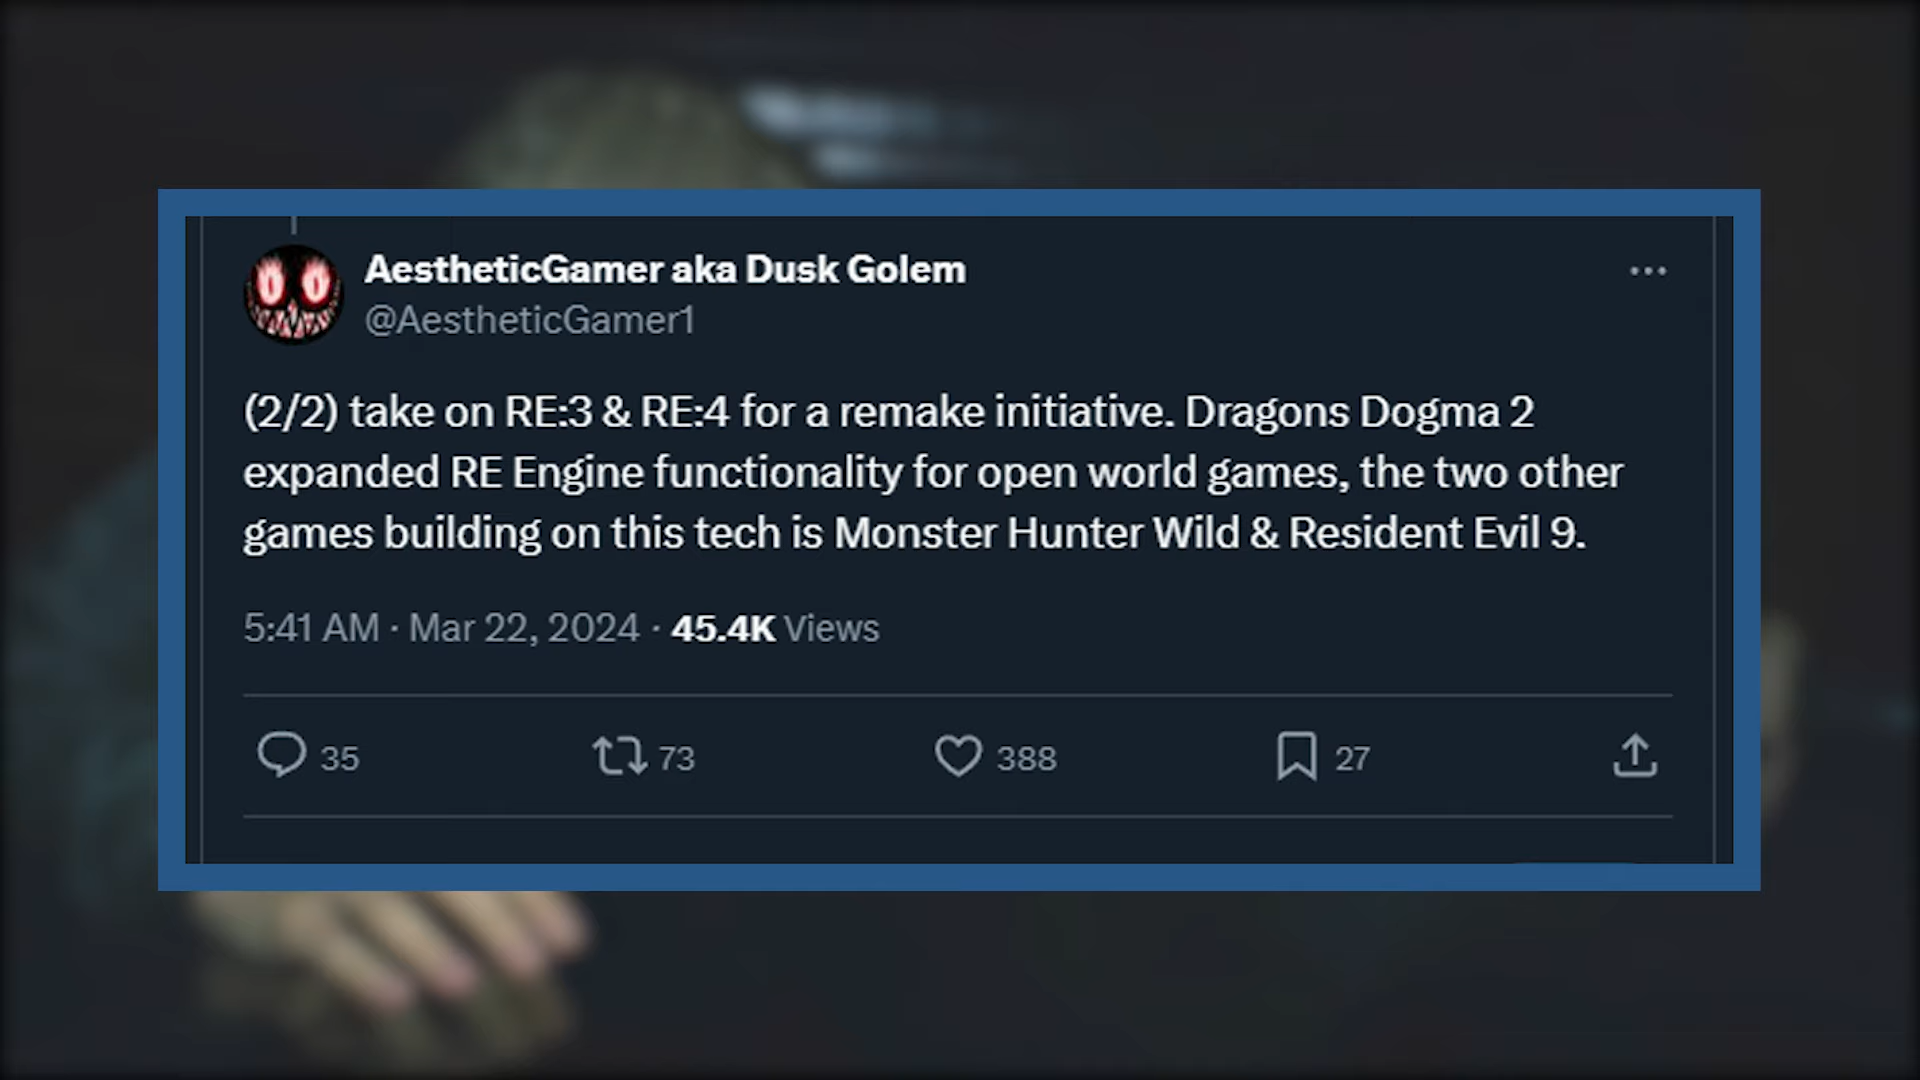 AestheticGamer aka Dusk Golem
@AestheticGamer1
(2/2) take on RE:3 & RE:4 for a remake initiative. Dragons Dogma 2
expanded RE Engine functionality for open world games, the two other
games building on this tech is Monster Hunter Wild & Resident Evil 9.
5:41 AM · Mar 22, 2024 · 45.4K Views
35 73 388 27